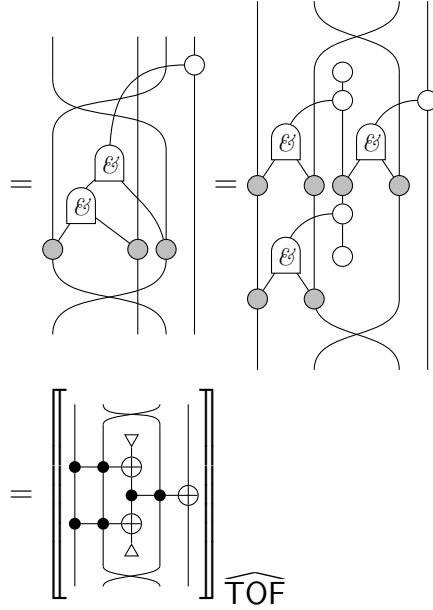 & & = & & = &
= TOF